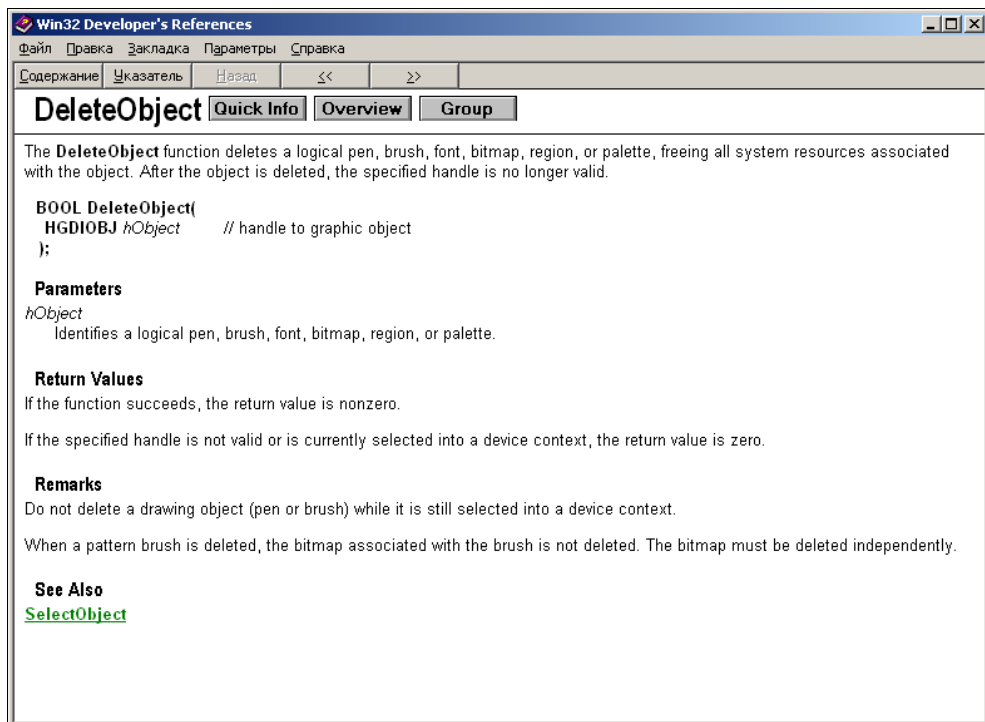 Win32 Developer's References
Файл Правка Закладка Параметры Справка
Содержание Указатель Назад << >>
DeleteObject Quick Info Overview Group
The DeleteObject function deletes a logical pen, brush, font, bitmap, region, or palette, freeing all system resources associated
with the object. After the object is deleted, the specified handle is no longer valid.
BOOL DeleteObject(
HGDIOBJ hObject // handle to graphic object
);
Parameters
hObject
Identifies a logical pen, brush, font, bitmap, region, or palette.
Return Values
If the function succeeds, the return value is nonzero.
If the specified handle is not valid or is currently selected into a device context, the return value is zero.
Remarks
Do not delete a drawing object (pen or brush) while it is still selected into a device context.
When a pattern brush is deleted, the bitmap associated with the brush is not deleted. The bitmap must be deleted independently.
See Also
SelectObject